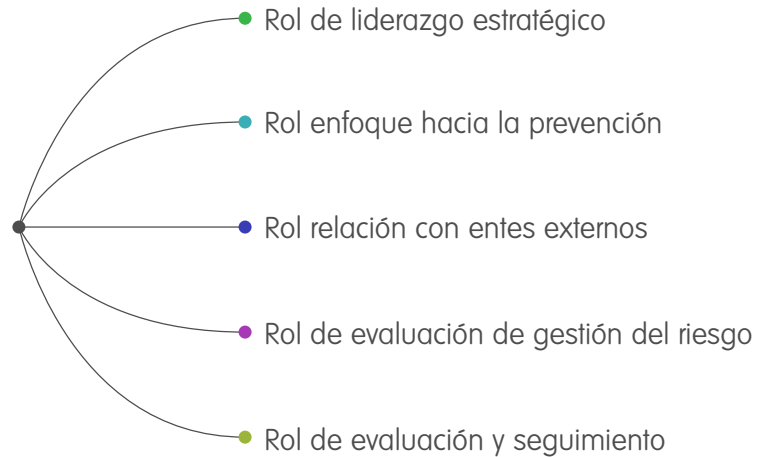 Rol de liderazgo estratégico
Rol enfoque hacia la prevención
Rol relación con entes externos
Rol de evaluación de gestión del riesgo
Rol de evaluación y seguimiento